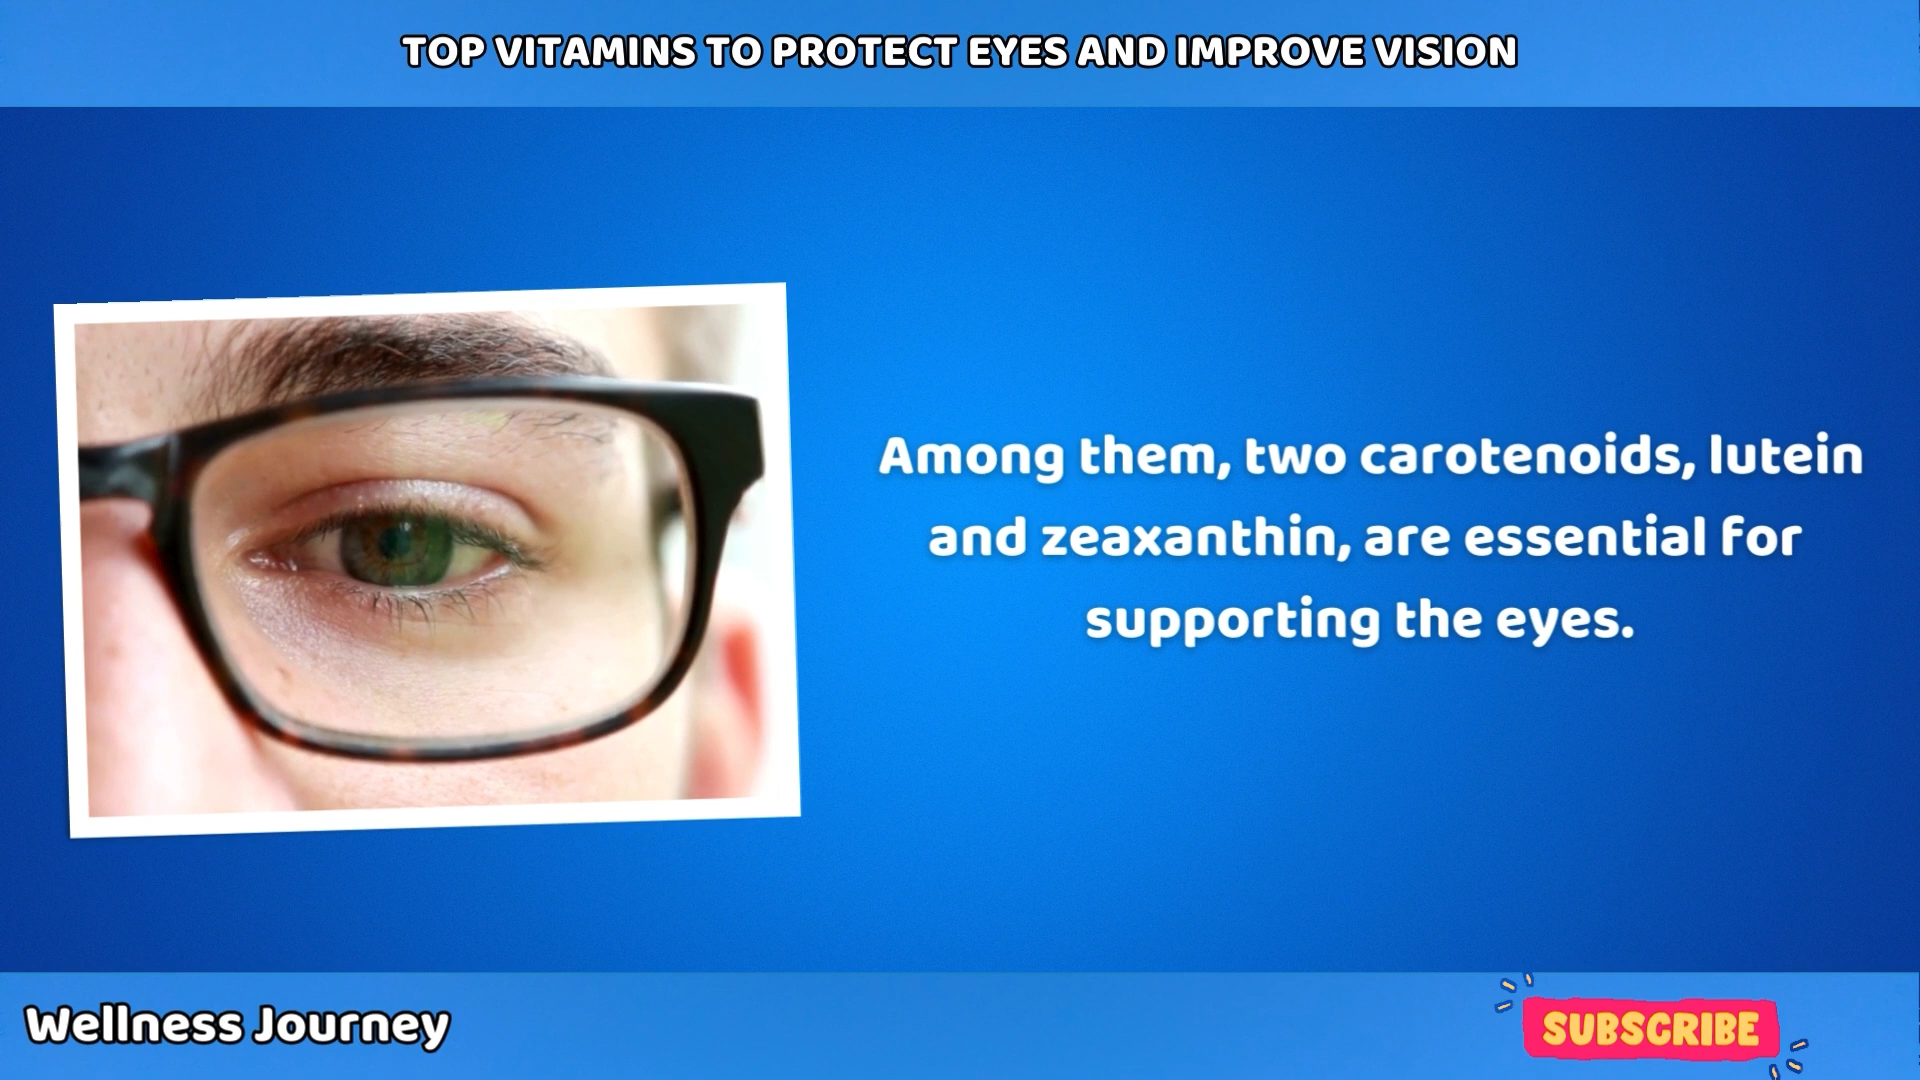 TOP VITAMINS TO PROTECT EYES AND IMPROVE VISION
Among them, two carotenoids, lutein
and zeaxanthin, are essential for
supporting the eyes.
Wellness Journey
SUBSCRIBE